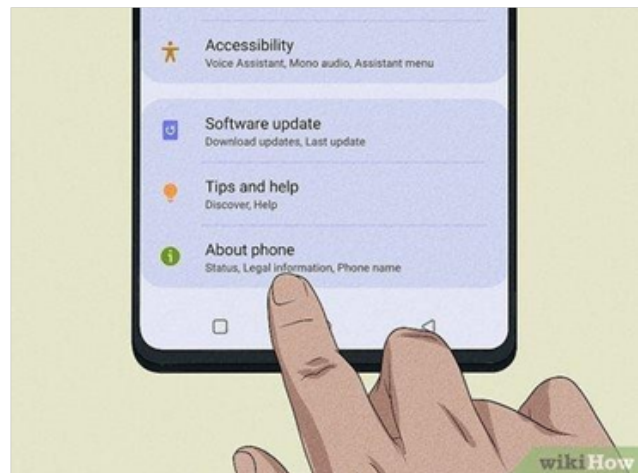 Accessibility
Voice Assistant, Mono audio, Assistant menu
Software update
Download updates, Last update
Tips and help
Discover, Help
About phone
Status, Legal information, Phone name
wikiHow